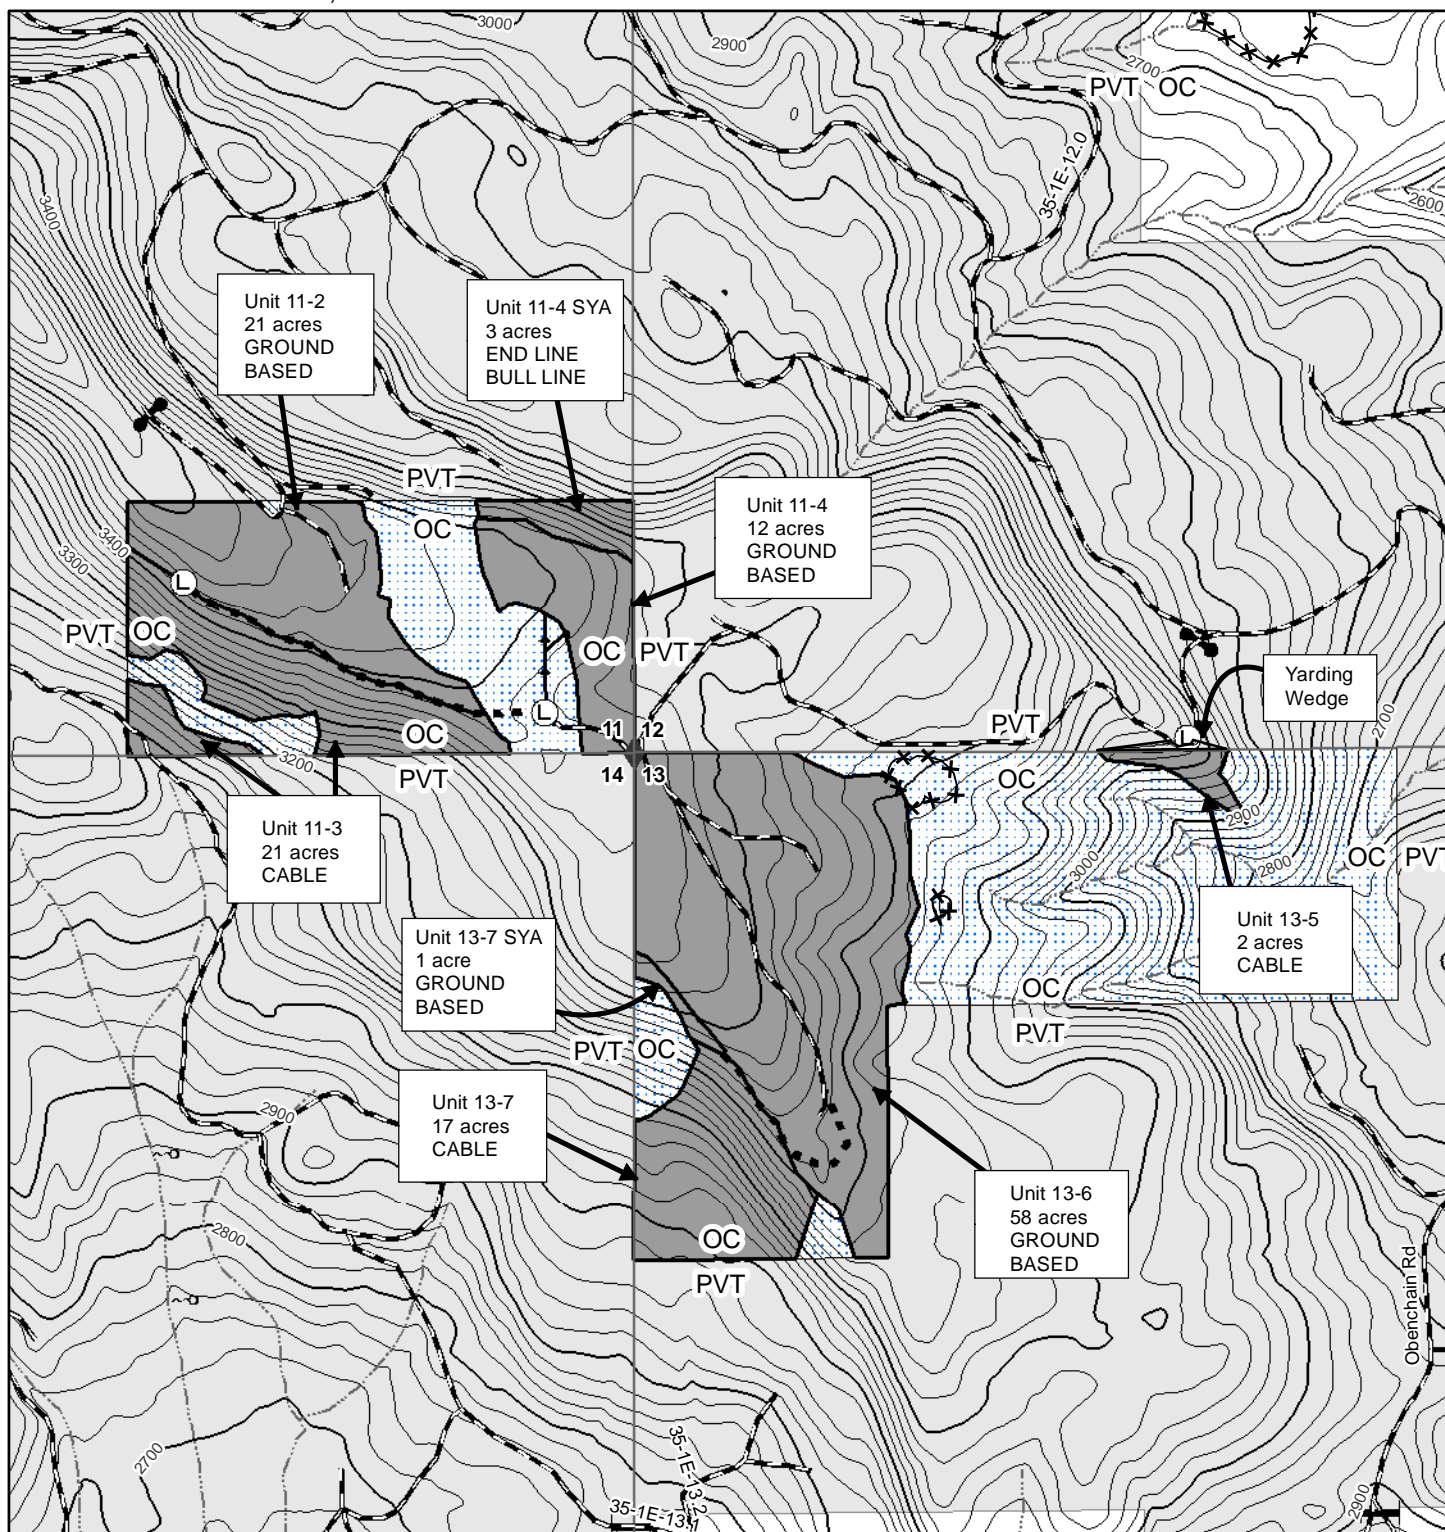 3000
2900
2700
PVT OC
0
35-1E-12.0
2600
3400
Unit 11-2
21 acres
GROUND
BASED
Unit 11-4 SYA
3 acres
END LINE
BULL LINE
PVT
OC
Unit 11-4
12 acres
GROUND
BASED
3400
3300
L
PVT OC
OC PVT
Yarding
Wedge
2700
L
L
PVT
11 12
OC
3200
PVT
14 13
OC
2900
Unit 11-3
21 acres
CABLE
3000
2800
OC PVT
Unit 13-7 SYA
1 acre
GROUND
BASED
Unit 13-5
2 acres
CABLE
OC
PVT
PVT OC
Unit 13-7
17 acres
CABLE
2900
Unit 13-6
58 acres
GROUND
BASED
2800
OC
PVT
Obenchain Rd
2700
35-1E-13.2
35-1E-13.1
2900